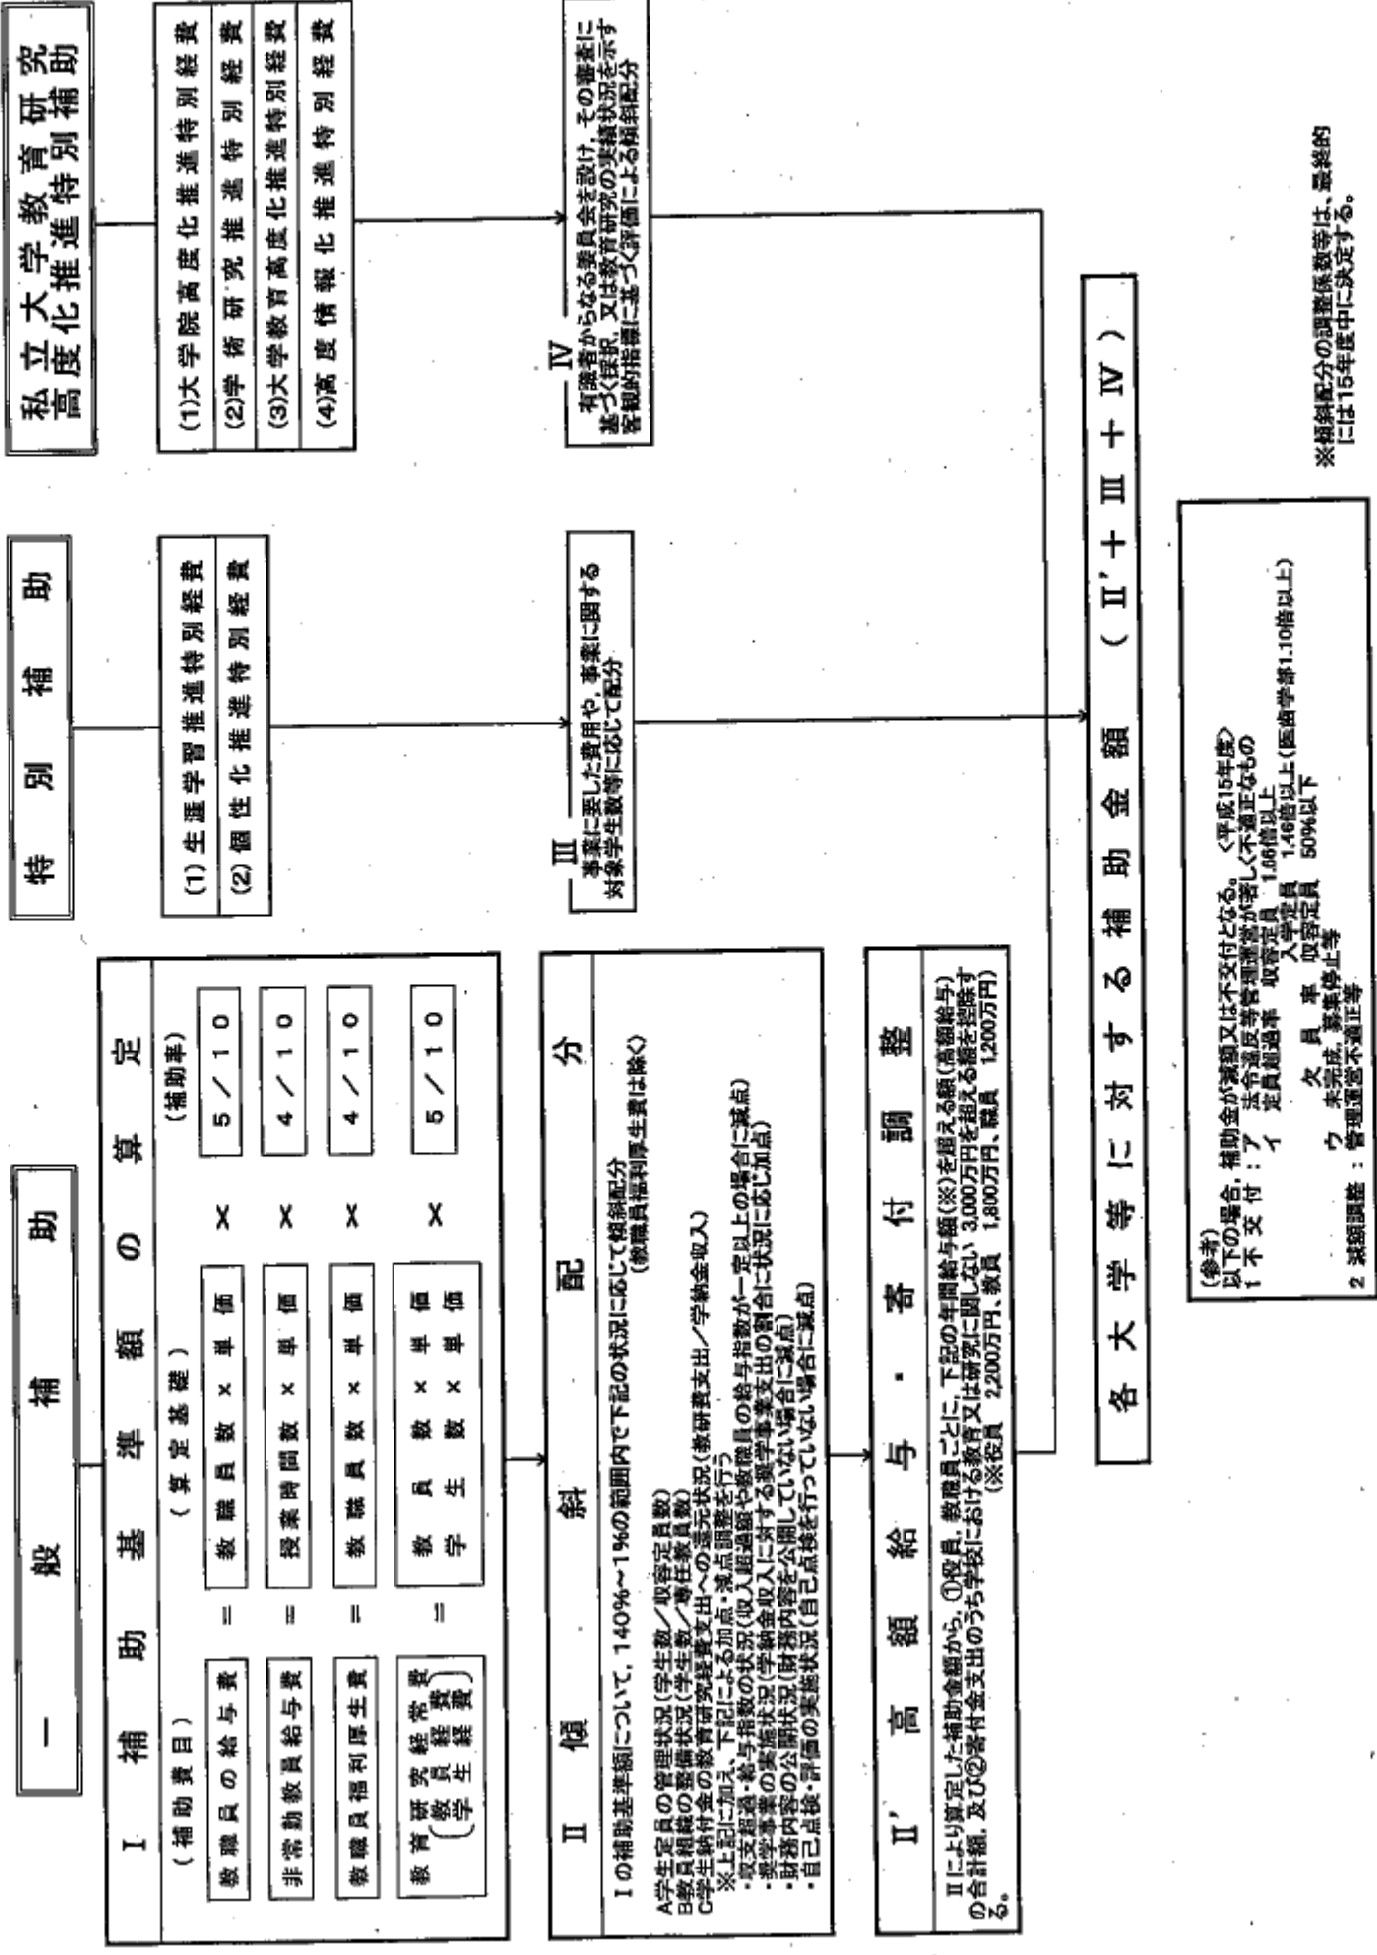 一般補助
Ⅰ 補助基準額の算定
(補助費目) (算定基礎) (補助率)
教職員の給与費 = 教職員数×単価 × 5/10
非常勤教員給与費 = 授業時間数×単価 × 4/10
教職員福利厚生費 = 教職員数×単価 × 4/10
教育研究経常費 = 教員数×単価 × 5/10
(教員経費 学生数×単価
学生経費)
Ⅱ 傾斜配分
Ⅰの補助基準額について、140%~1%の範囲内で下記の状況に応じて傾斜配分
(教職員福利厚生費は除く)
A学生定員の管理状況(学生数/収容定員数)
B教員組織の整備状況(学生数/専任教員数)
C学生納付金の教育研究経費支出への還元状況(教研費支出/学納金収入)
※上記に加え、下記による加点・減点調整を行う
・収支超過・給与指数の状況(収入超過額や教職員の給与指数が一定以上の場合に減点)
・奨学事業の実施状況(学納金収入に対する奨学事業支出の割合に状況に応じ加点)
・財務内容の公開状況(財務内容を公開していない場合に減点)
・自己点検・評価の実施状況(自己点検を行っていない場合に減点)
Ⅱ' 高額給与・寄付調整
Ⅱにより算定した補助金額から、①役員、教職員ごとに、下記の年間給与額(※)を超える額(高額給与)
の合計額、及び②寄付金支出のうち学校における教育又は研究に関しない3,000万円を超える額を控除す
る。 (※役員 2,200万円、教員 1,800万円、職員 1,200万円)
特別補助
(1)生涯学習推進特別経費
(2)個性化推進特別経費
Ⅲ
事業に要した費用や、事業に関する
対象学生数等に応じて配分
私立大学教育研究
高度化推進特別補助
(1)大学院高度化推進特別経費
(2)学術研究推進特別経費
(3)大学教育高度化推進特別経費
(4)高度情報化推進特別経費
Ⅳ
有識者からなる委員会を設け、その審査に
基づく採択、又は教育研究の実績状況を示す
客観的指標に基づく評価による傾斜配分
各大学等に対する補助金額 (Ⅱ'+Ⅲ+Ⅳ)
(参考)
以下の場合、補助金が減額又は不交付となる。<平成15年度>
1 不交付:ア 法令違反等管理運営が著しく不適正なもの
イ 定員超過率 収容定員 1.66倍以上
入学定員 1.46倍以上(医歯学部1.10倍以上)
欠員率 収容定員 50%以下
ウ 未完成、募集停止等
2 減額調整:管理運営不適正等
※傾斜配分の調整係数等は、最終的
には15年度中に決定する。